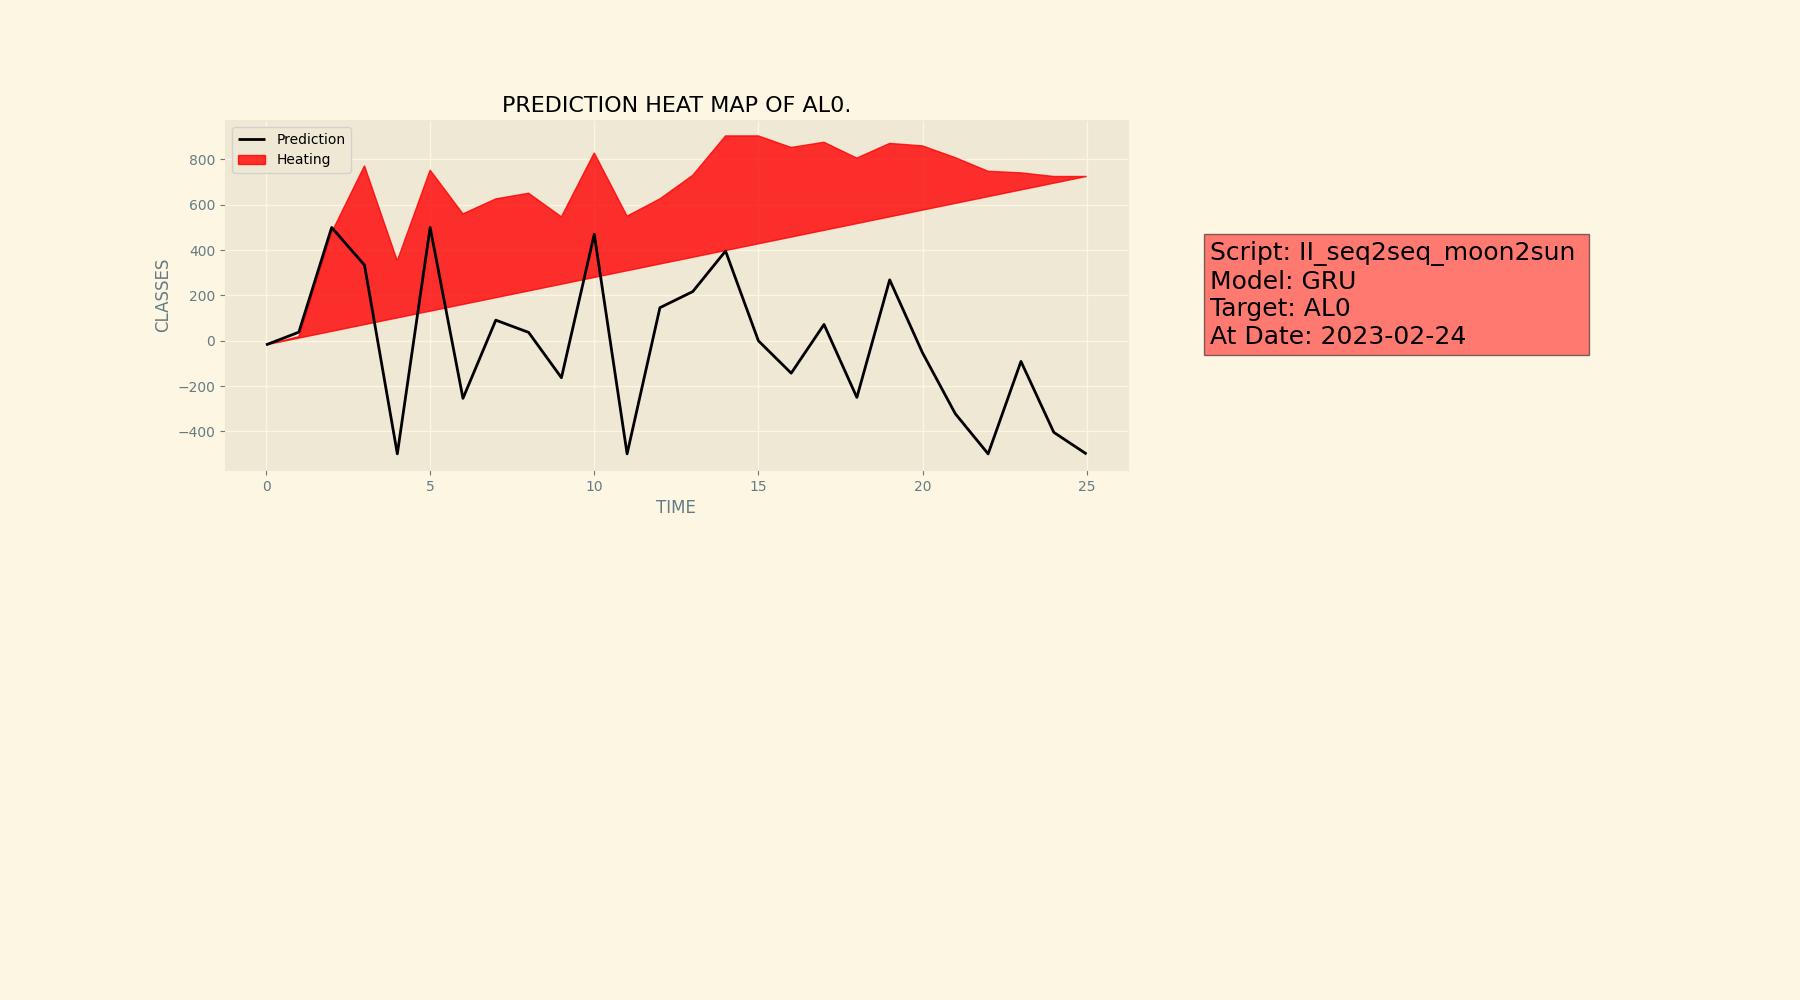 PREDICTION HEAT MAP OF AL0.
Prediction
Heating
800
600
400
200
0
−200
−400
CLASSES
0 5 10 15 20 25
TIME
Script: II_seq2seq_moon2sun
Model: GRU
Target: AL0
At Date: 2023-02-24